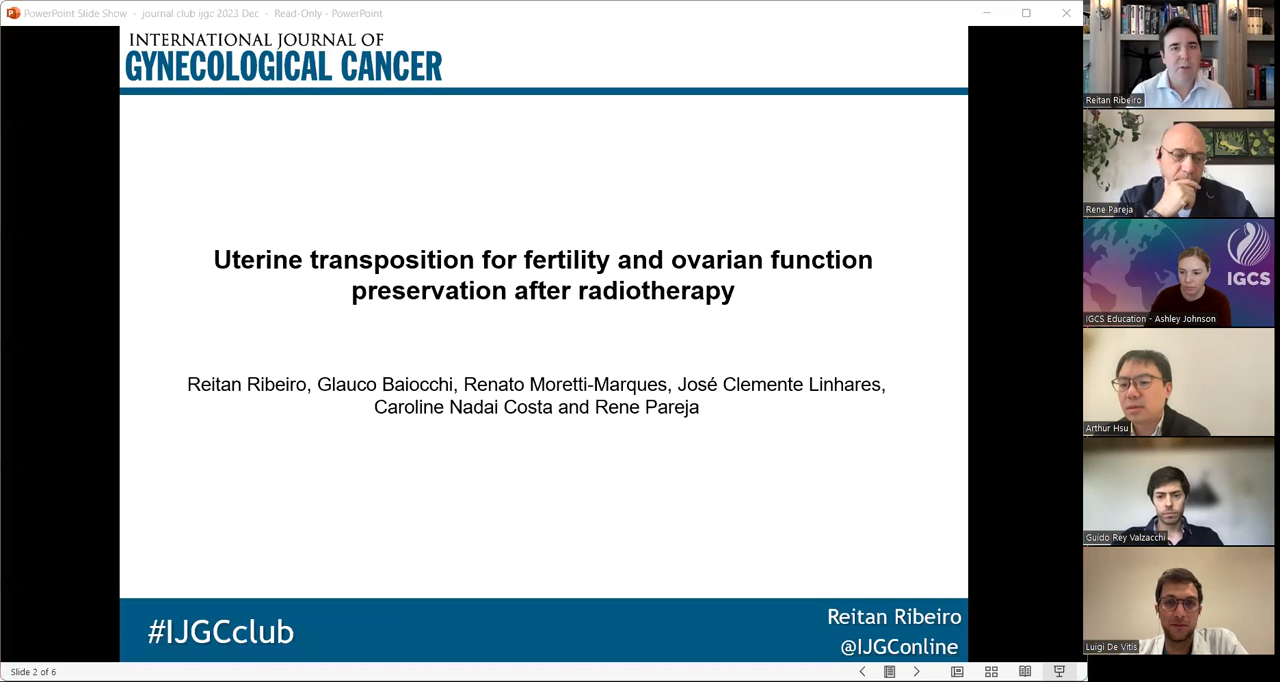 PowerPoint Slide Show - journal club ijgc 2023 Dec - Read-Only - PowerPoint
INTERNATIONAL JOURNAL OF
GYNECOLOGICAL CANCER
Uterine transposition for fertility and ovarian function
preservation after radiotherapy
Reitan Ribeiro, Glauco Baiocchi, Renato Moretti-Marques, José Clemente Linhares,
Caroline Nadai Costa and Rene Pareja
#IJGCclub
Reitan Ribeiro
@IJGConline
Slide 2 of 6
Reitan Ribeiro
Rene Pareja
IGCS
IGCS Education - Ashley Johnson
Arthur Hsu
Guido Rey Valzacchi
Luigi De Vitis